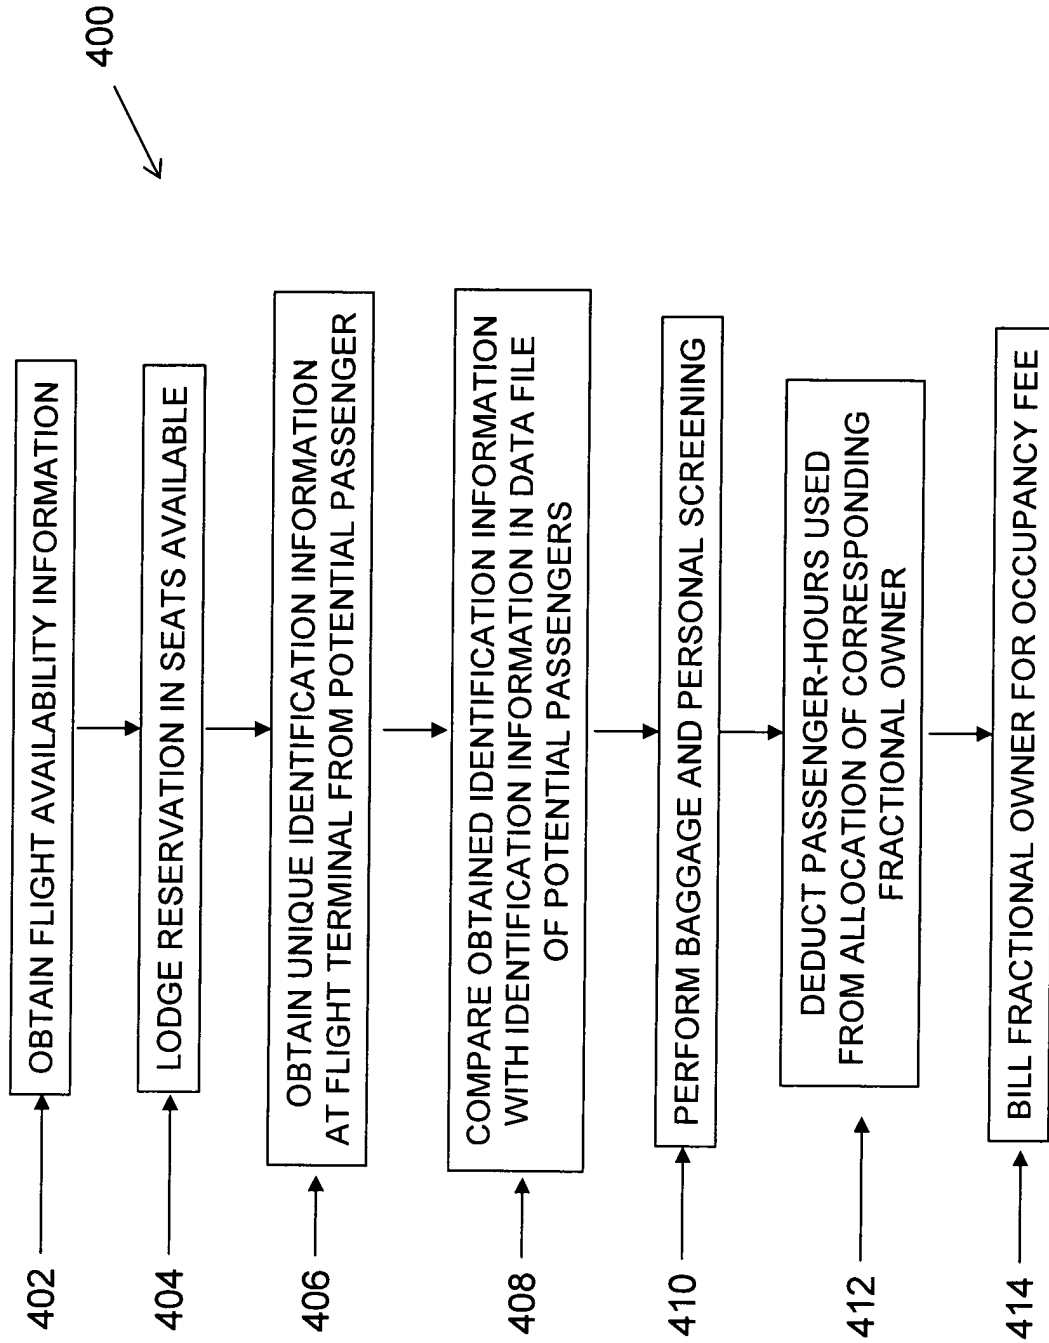 400
402
OBTAIN FLIGHT AVAILABILITY INFORMATION
404
LODGE RESERVATION IN SEATS AVAILABLE
406
OBTAIN UNIQUE IDENTIFICATION INFORMATION
AT FLIGHT TERMINAL FROM POTENTIAL PASSENGER
408
COMPARE OBTAINED IDENTIFICATION INFORMATION
WITH IDENTIFICATION INFORMATION IN DATA FILE
OF POTENTIAL PASSENGERS
410
PERFORM BAGGAGE AND PERSONAL SCREENING
412
DEDUCT PASSENGER-HOURS USED
FROM ALLOCATION OF CORRESPONDING
FRACTIONAL OWNER
414
BILL FRACTIONAL OWNER FOR OCCUPANCY FEE